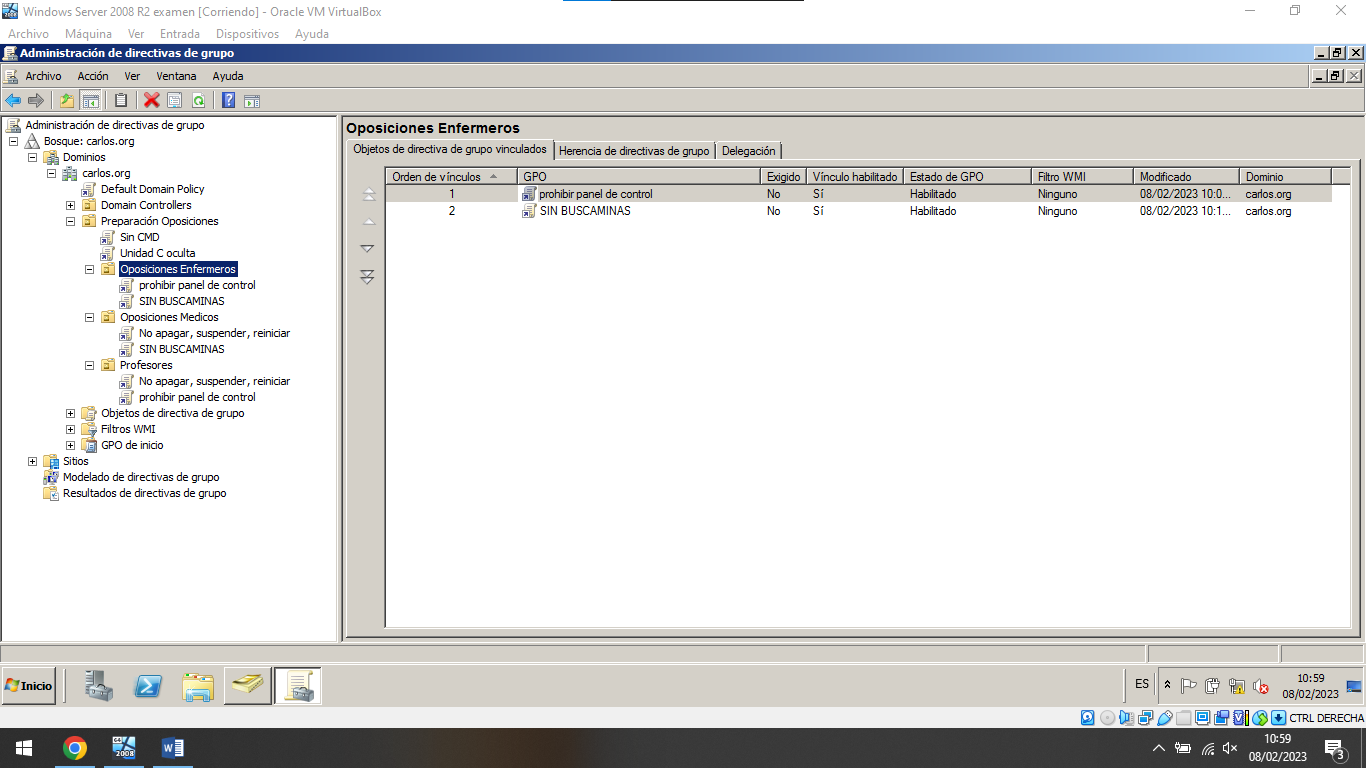 Windows Server 2008 R2 examen [Corriendo] - Oracle VM VirtualBox
Archivo Máquina Ver Entrada Dispositivos Ayuda
Administración de directivas de grupo
Archivo Acción Ver Ventana Ayuda
Administración de directivas de grupo
Bosque: carlos.org
Dominios
carlos.org
Default Domain Policy
Domain Controllers
Preparación Oposiciones
Sin CMD
Unidad C oculta
Oposiciones Enfermeros
prohibir panel de control
SIN BUSCAMINAS
Oposiciones Medicos
No apagar, suspender, reiniciar
SIN BUSCAMINAS
Profesores
No apagar, suspender, reiniciar
prohibir panel de control
Objetos de directiva de grupo
Filtros WMI
GPO de inicio
Sitios
Modelado de directivas de grupo
Resultados de directivas de grupo
Oposiciones Enfermeros
Objetos de directiva de grupo vinculados Herencia de directivas de grupo Delegación
Orden de vínculos GPO Exigido Vínculo habilitado Estado de GPO Filtro WMI Modificado Dominio
1 prohibir panel de control No Sí Habilitado Ninguno 08/02/2023 10:0... carlos.org
2 SIN BUSCAMINAS No Sí Habilitado Ninguno 08/02/2023 10:1... carlos.org
Inicio
ES
10:59
08/02/2023
CTRL DERECHA
2008
10:59
08/02/2023
3